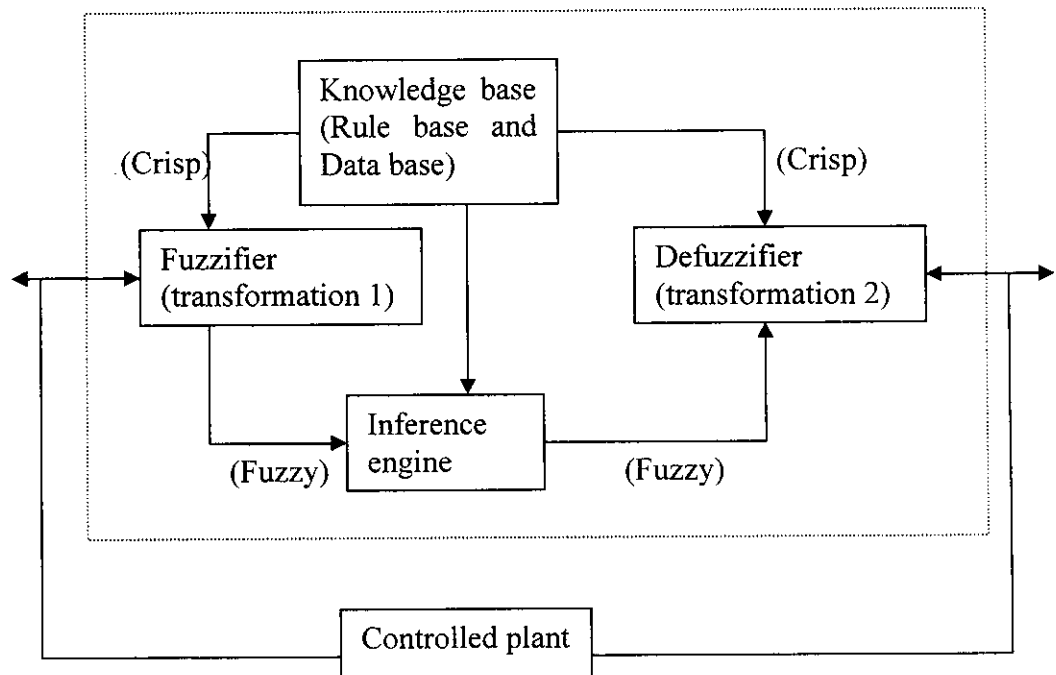 Knowledge base
(Rule base and
Data base)
(Crisp)
(Crisp)
Fuzzifier
(transformation 1)
Defuzzifier
(transformation 2)
Inference
engine
(Fuzzy)
(Fuzzy)
Controlled plant